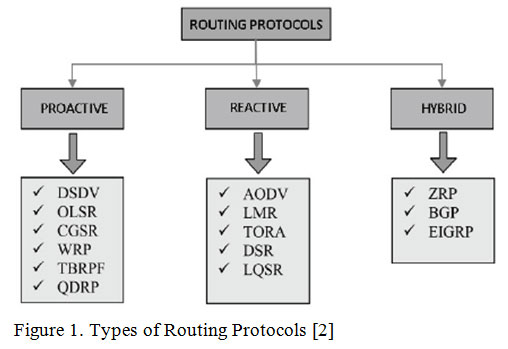 ROUTING PROTOCOLS
PROACTIVE
REACTIVE
HYBRID
✓ DSDV
✓ OLSR
✓ CGSR
✓ WRP
✓ TBRPF
✓ QDRP
✓ AODV
✓ LMR
✓ TORA
✓ DSR
✓ LQSR
✓ ZRP
✓ BGP
✓ EIGRP
Figure 1. Types of Routing Protocols [2]